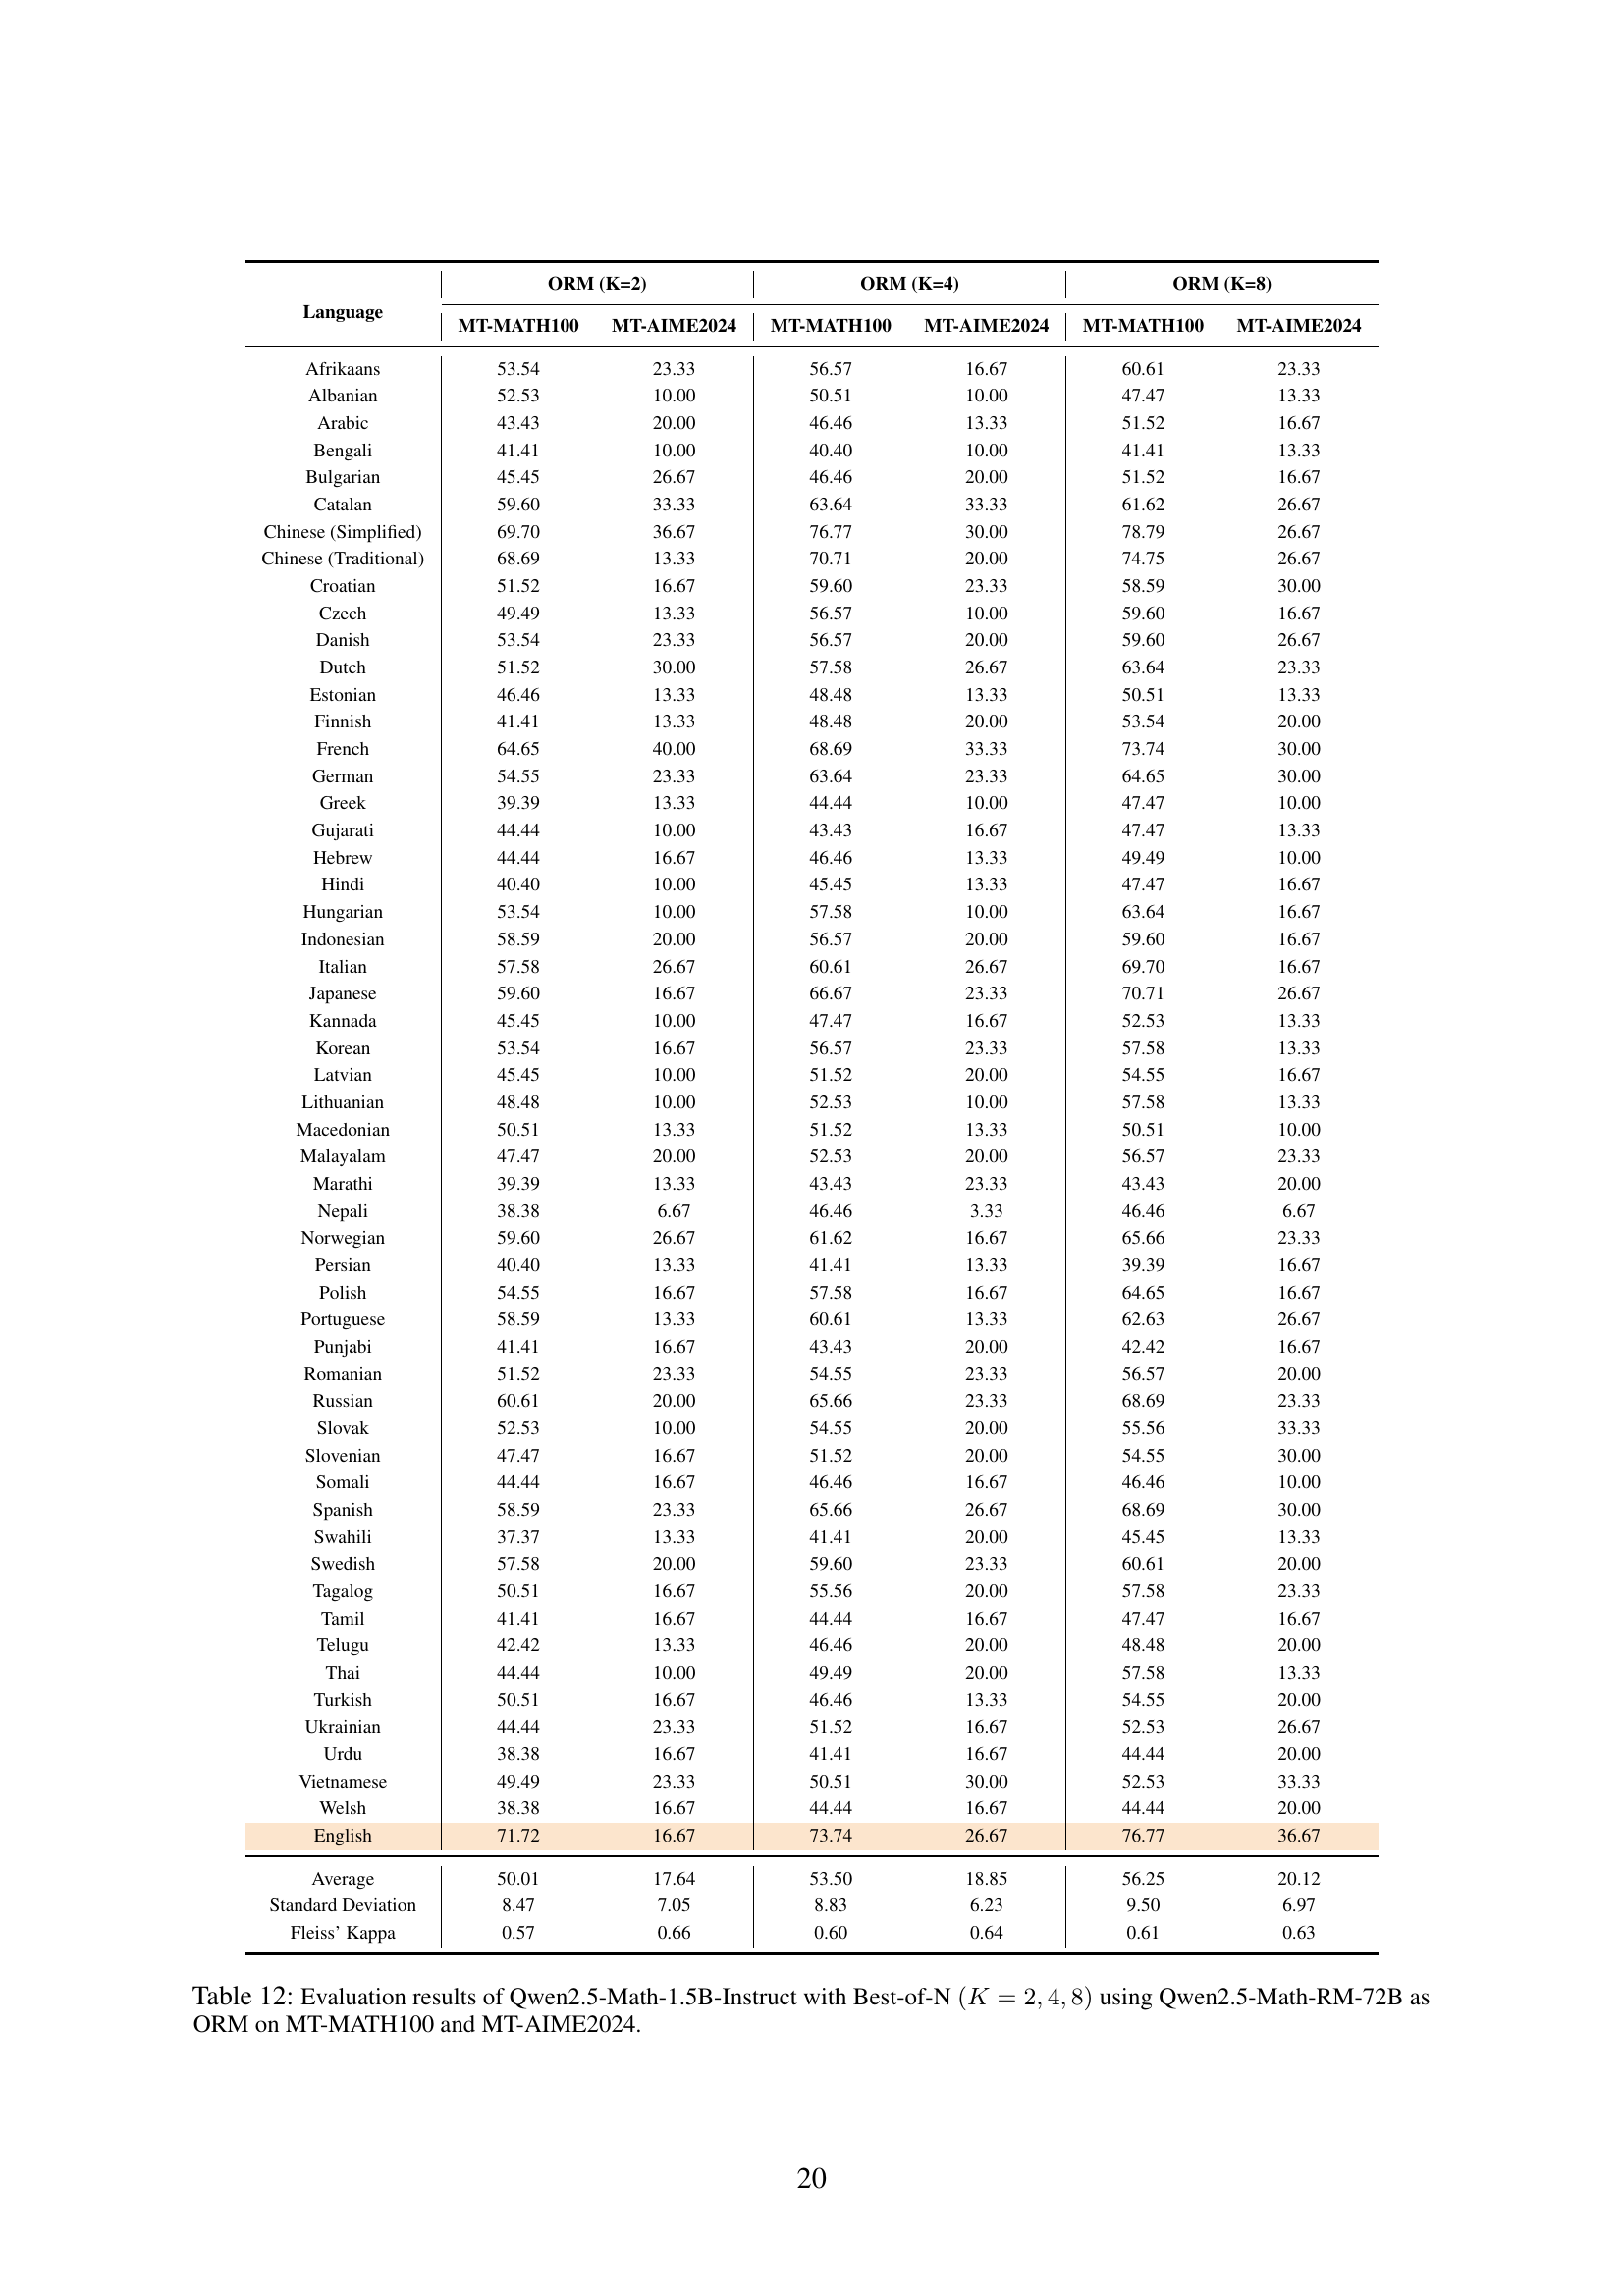 ORM (K=2) ORM (K=4) ORM (K=8)
Language
MT-MATH100 MT-AIME2024 MT-MATH100 MT-AIME2024 MT-MATH100 MT-AIME2024
Afrikaans 53.54 23.33 56.57 16.67 60.61 23.33
Albanian 52.53 10.00 50.51 10.00 47.47 13.33
Arabic 43.43 20.00 46.46 13.33 51.52 16.67
Bengali 41.41 10.00 40.40 10.00 41.41 13.33
Bulgarian 45.45 26.67 46.46 20.00 51.52 16.67
Catalan 59.60 33.33 63.64 33.33 61.62 26.67
Chinese (Simplified) 69.70 36.67 76.77 30.00 78.79 26.67
Chinese (Traditional) 68.69 13.33 70.71 20.00 74.75 26.67
Croatian 51.52 16.67 59.60 23.33 58.59 30.00
Czech 49.49 13.33 56.57 10.00 59.60 16.67
Danish 53.54 23.33 56.57 20.00 59.60 26.67
Dutch 51.52 30.00 57.58 26.67 63.64 23.33
Estonian 46.46 13.33 48.48 13.33 50.51 13.33
Finnish 41.41 13.33 48.48 20.00 53.54 20.00
French 64.65 40.00 68.69 33.33 73.74 30.00
German 54.55 23.33 63.64 23.33 64.65 30.00
Greek 39.39 13.33 44.44 10.00 47.47 10.00
Gujarati 44.44 10.00 43.43 16.67 47.47 13.33
Hebrew 44.44 16.67 46.46 13.33 49.49 10.00
Hindi 40.40 10.00 45.45 13.33 47.47 16.67
Hungarian 53.54 10.00 57.58 10.00 63.64 16.67
Indonesian 58.59 20.00 56.57 20.00 59.60 16.67
Italian 57.58 26.67 60.61 26.67 69.70 16.67
Japanese 59.60 16.67 66.67 23.33 70.71 26.67
Kannada 45.45 10.00 47.47 16.67 52.53 13.33
Korean 53.54 16.67 56.57 23.33 57.58 13.33
Latvian 45.45 10.00 51.52 20.00 54.55 16.67
Lithuanian 48.48 10.00 52.53 10.00 57.58 13.33
Macedonian 50.51 13.33 51.52 13.33 50.51 10.00
Malayalam 47.47 20.00 52.53 20.00 56.57 23.33
Marathi 39.39 13.33 43.43 23.33 43.43 20.00
Nepali 38.38 6.67 46.46 3.33 46.46 6.67
Norwegian 59.60 26.67 61.62 16.67 65.66 23.33
Persian 40.40 13.33 41.41 13.33 39.39 16.67
Polish 54.55 16.67 57.58 16.67 64.65 16.67
Portuguese 58.59 13.33 60.61 13.33 62.63 26.67
Punjabi 41.41 16.67 43.43 20.00 42.42 16.67
Romanian 51.52 23.33 54.55 23.33 56.57 20.00
Russian 60.61 20.00 65.66 23.33 68.69 23.33
Slovak 52.53 10.00 54.55 20.00 55.56 33.33
Slovenian 47.47 16.67 51.52 20.00 54.55 30.00
Somali 44.44 16.67 46.46 16.67 46.46 10.00
Spanish 58.59 23.33 65.66 26.67 68.69 30.00
Swahili 37.37 13.33 41.41 20.00 45.45 13.33
Swedish 57.58 20.00 59.60 23.33 60.61 20.00
Tagalog 50.51 16.67 55.56 20.00 57.58 23.33
Tamil 41.41 16.67 44.44 16.67 47.47 16.67
Telugu 42.42 13.33 46.46 20.00 48.48 20.00
Thai 44.44 10.00 49.49 20.00 57.58 13.33
Turkish 50.51 16.67 46.46 13.33 54.55 20.00
Ukrainian 44.44 23.33 51.52 16.67 52.53 26.67
Urdu 38.38 16.67 41.41 16.67 44.44 20.00
Vietnamese 49.49 23.33 50.51 30.00 52.53 33.33
Welsh 38.38 16.67 44.44 16.67 44.44 20.00
English 71.72 16.67 73.74 26.67 76.77 36.67
Average 50.01 17.64 53.50 18.85 56.25 20.12
Standard Deviation 8.47 7.05 8.83 6.23 9.50 6.97
Fleiss' Kappa 0.57 0.66 0.60 0.64 0.61 0.63
Table 12: Evaluation results of Qwen2.5-Math-1.5B-Instruct with Best-of-N (K = 2, 4, 8) using Qwen2.5-Math-RM-72B as
ORM on MT-MATH100 and MT-AIME2024.
20